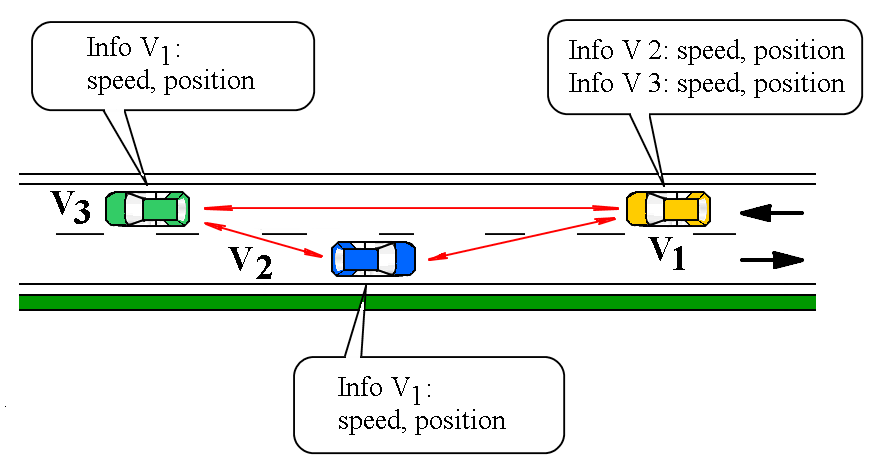 Info V1:
speed, position
Info V 2: speed, position
Info V 3: speed, position
V3
V2
V1
Info V1:
speed, position